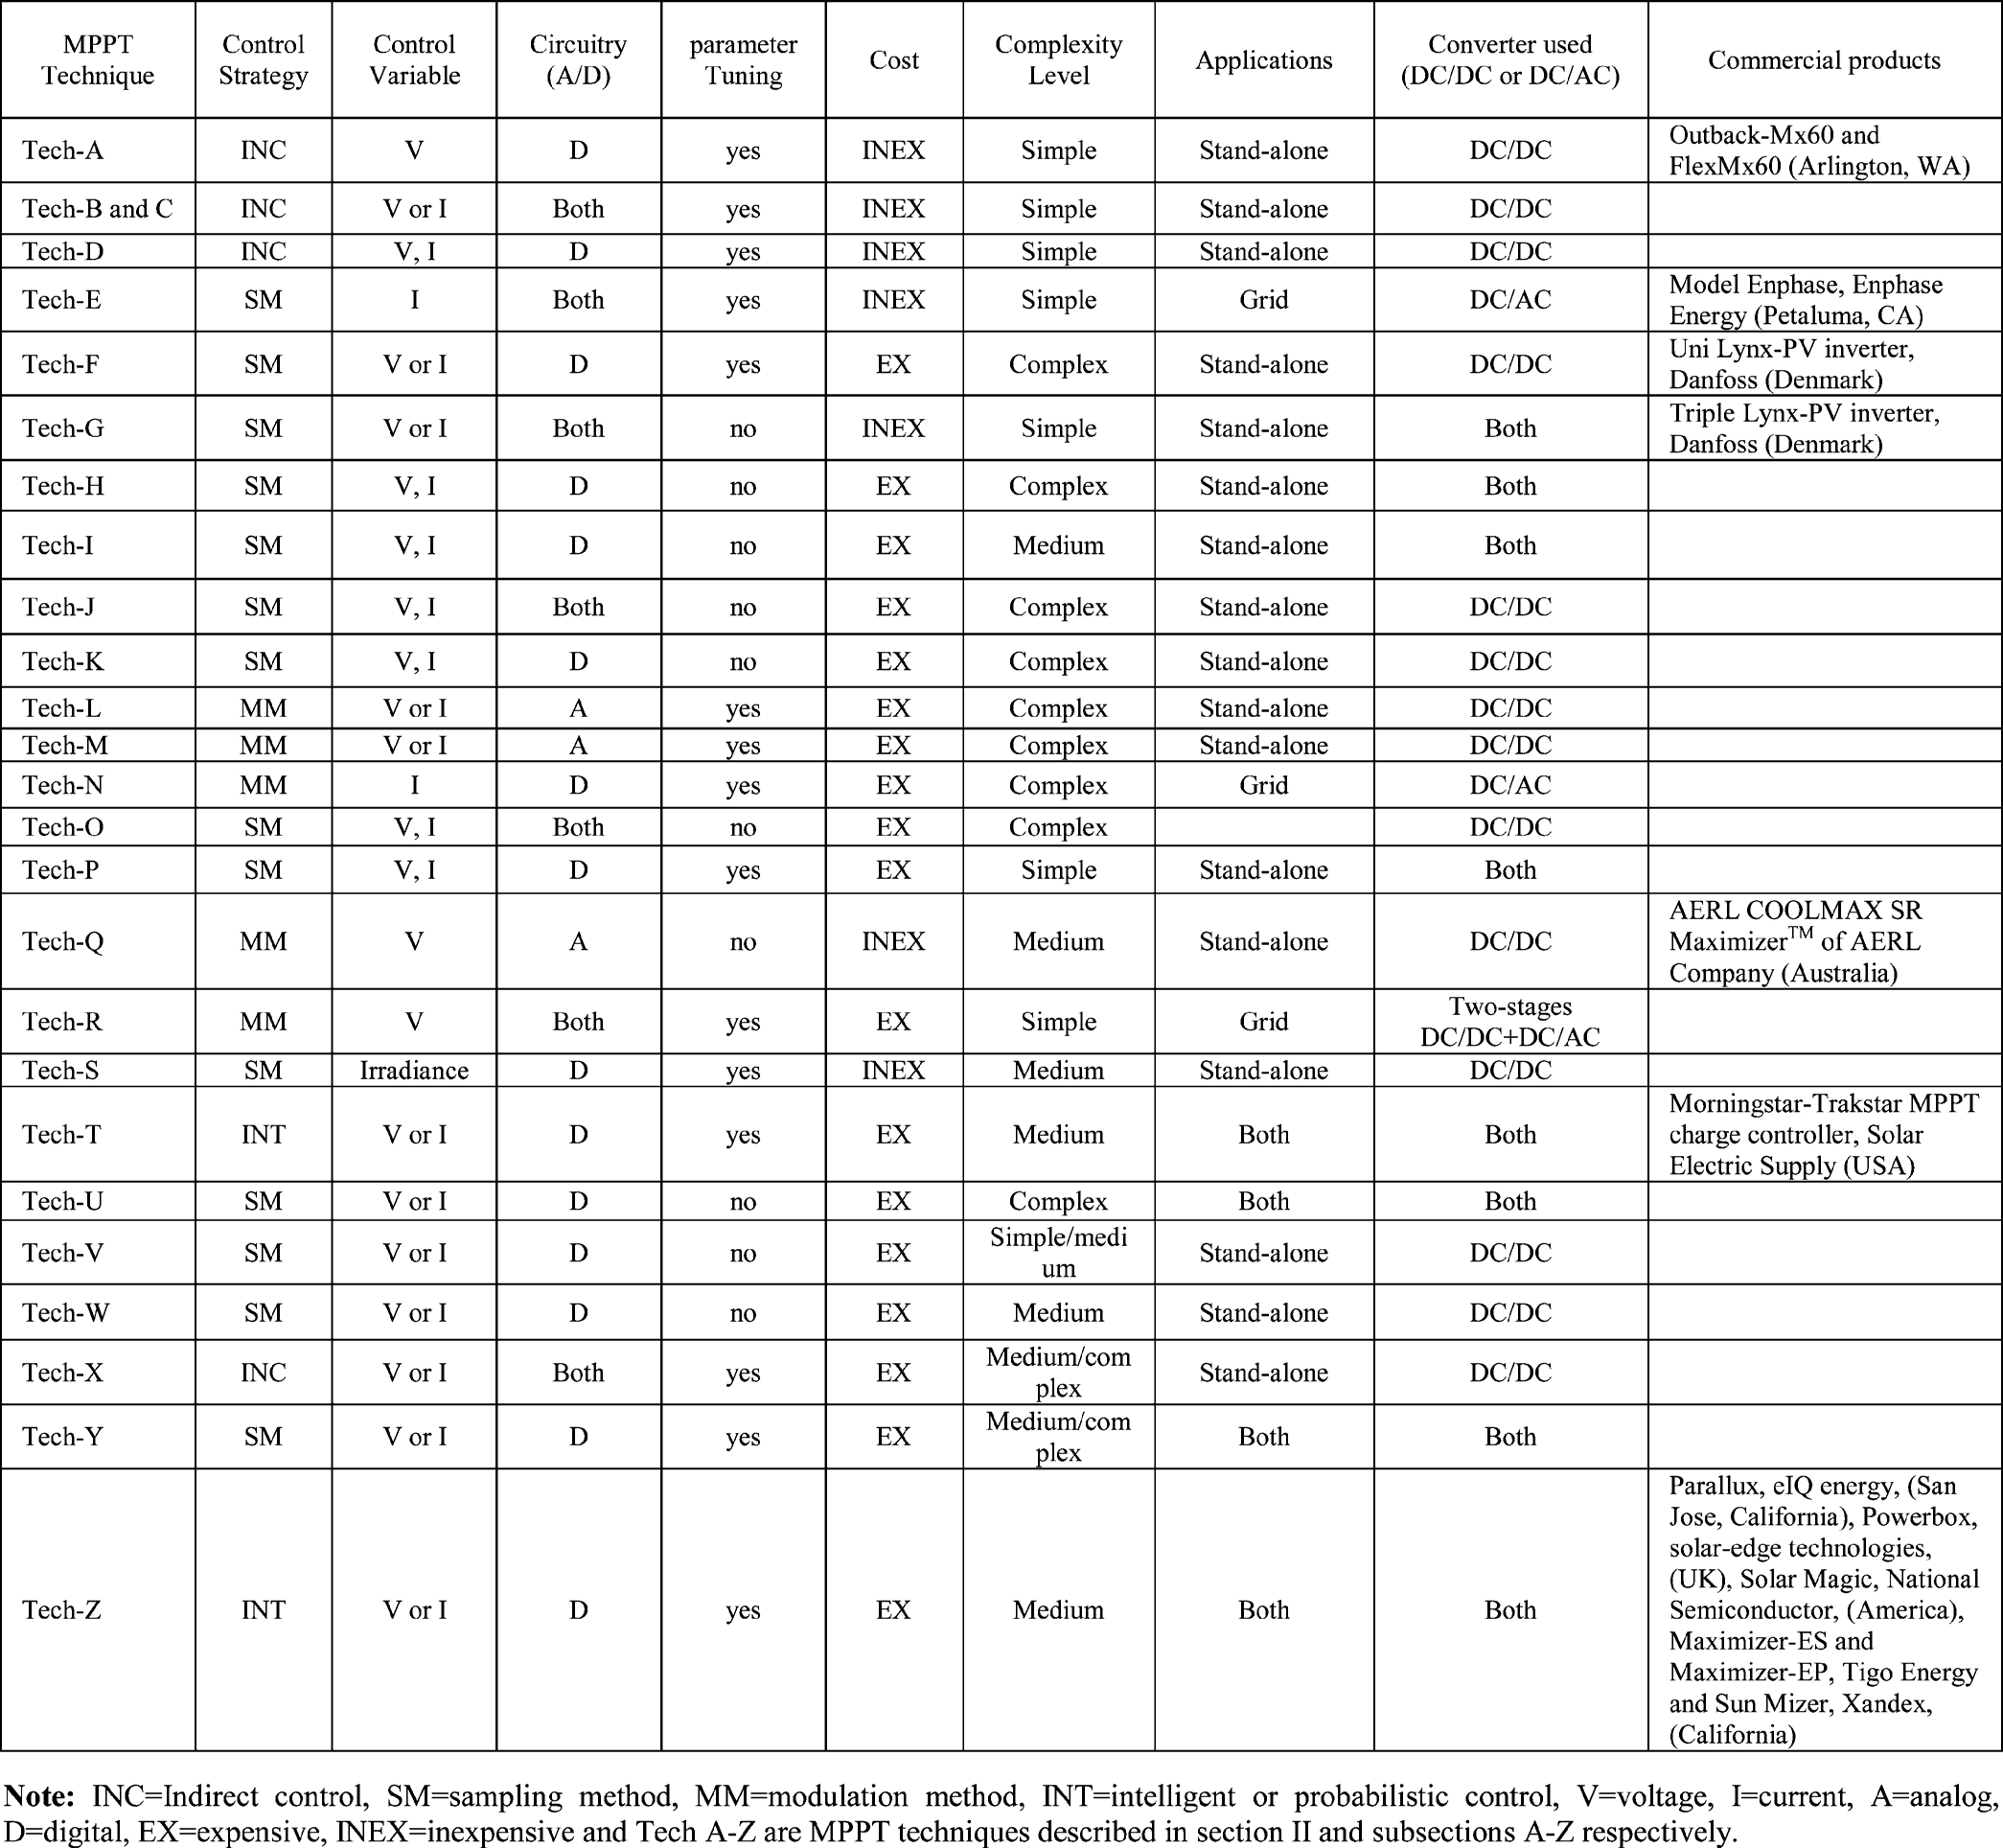 MPPT Technique | Control Strategy | Control Variable | Circuitry (A/D) | parameter Tuning | Cost | Complexity Level | Applications | Converter used (DC/DC or DC/AC) | Commercial products
Tech-A | INC | V | D | yes | INEX | Simple | Stand-alone | DC/DC | Outback-Mx60 and FlexMx60 (Arlington, WA)
Tech-B and C | INC | V or I | Both | yes | INEX | Simple | Stand-alone | DC/DC
Tech-D | INC | V, I | D | yes | INEX | Simple | Stand-alone | DC/DC
Tech-E | SM | I | Both | yes | INEX | Simple | Grid | DC/AC | Model Enphase, Enphase Energy (Petaluma, CA)
Tech-F | SM | V or I | D | yes | EX | Complex | Stand-alone | DC/DC | Uni Lynx-PV inverter, Danfoss (Denmark)
Tech-G | SM | V or I | Both | no | INEX | Simple | Stand-alone | Both | Triple Lynx-PV inverter, Danfoss (Denmark)
Tech-H | SM | V, I | D | no | EX | Complex | Stand-alone | Both
Tech-I | SM | V, I | D | no | EX | Medium | Stand-alone | Both
Tech-J | SM | V, I | Both | no | EX | Complex | Stand-alone | DC/DC
Tech-K | SM | V, I | D | no | EX | Complex | Stand-alone | DC/DC
Tech-L | MM | V or I | A | yes | EX | Complex | Stand-alone | DC/DC
Tech-M | MM | V or I | A | yes | EX | Complex | Stand-alone | DC/DC
Tech-N | MM | I | D | yes | EX | Complex | Grid | DC/AC
Tech-O | SM | V, I | Both | no | EX | Complex | | DC/DC
Tech-P | SM | V, I | D | yes | EX | Simple | Stand-alone | Both
Tech-Q | MM | V | A | no | INEX | Medium | Stand-alone | DC/DC | AERL COOLMAX SR Maximizer™ of AERL Company (Australia)
Tech-R | MM | V | Both | yes | EX | Simple | Grid | Two-stages DC/DC+DC/AC
Tech-S | SM | Irradiance | D | yes | INEX | Medium | Stand-alone | DC/DC
Tech-T | INT | V or I | D | yes | EX | Medium | Both | Both | Morningstar-Trakstar MPPT charge controller, Solar Electric Supply (USA)
Tech-U | SM | V or I | D | no | EX | Complex | Both | Both
Tech-V | SM | V or I | D | no | EX | Simple/medi um | Stand-alone | DC/DC
Tech-W | SM | V or I | D | no | EX | Medium | Stand-alone | DC/DC
Tech-X | INC | V or I | Both | yes | EX | Medium/com plex | Stand-alone | DC/DC
Tech-Y | SM | V or I | D | yes | EX | Medium/com plex | Both | Both
Tech-Z | INT | V or I | D | yes | EX | Medium | Both | Both | Parallux, eIQ energy, (San Jose, California), Powerbox, solar-edge technologies, (UK), Solar Magic, National Semiconductor, (America), Maximizer-ES and Maximizer-EP, Tigo Energy and Sun Mizer, Xandex, (California)
Note: INC=Indirect control, SM=sampling method, MM=modulation method, INT=intelligent or probabilistic control, V=voltage, I=current, A=analog,
D=digital, EX=expensive, INEX=inexpensive and Tech A-Z are MPPT techniques described in section II and subsections A-Z respectively.